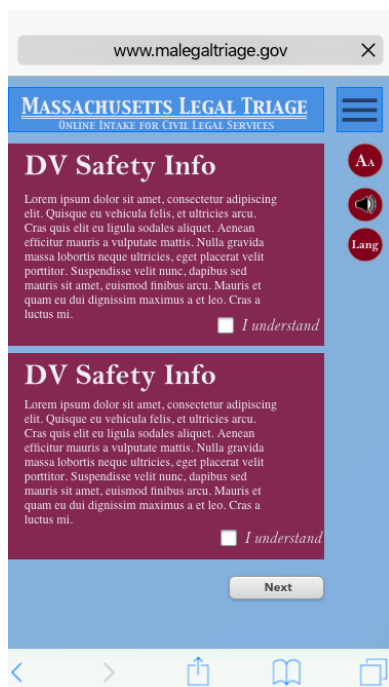 www.malegaltriage.gov
MASSACHUSETTS LEGAL TRIAGE
ONLINE INTAKE FOR CIVIL LEGAL SERVICES
AA
Lang
DV Safety Info
Lorem ipsum dolor sit amet, consectetur adipiscing
elit. Quisque eu vehicula felis, et ultricies arcu.
Cras quis elit eu ligula sodales aliquet. Aenean
efficitur mauris a vulputate mattis. Nulla gravida
massa lobortis neque ultricies, eget placerat velit
porttitor. Suspendisse velit nunc, dapibus sed
mauris sit amet, euismod finibus arcu. Mauris et
quam eu dui dignissim maximus a et leo. Cras a
luctus mi.
I understand
DV Safety Info
Lorem ipsum dolor sit amet, consectetur adipiscing
elit. Quisque eu vehicula felis, et ultricies arcu.
Cras quis elit eu ligula sodales aliquet. Aenean
efficitur mauris a vulputate mattis. Nulla gravida
massa lobortis neque ultricies, eget placerat velit
porttitor. Suspendisse velit nunc, dapibus sed
mauris sit amet, euismod finibus arcu. Mauris et
quam eu dui dignissim maximus a et leo. Cras a
luctus mi.
I understand
Next